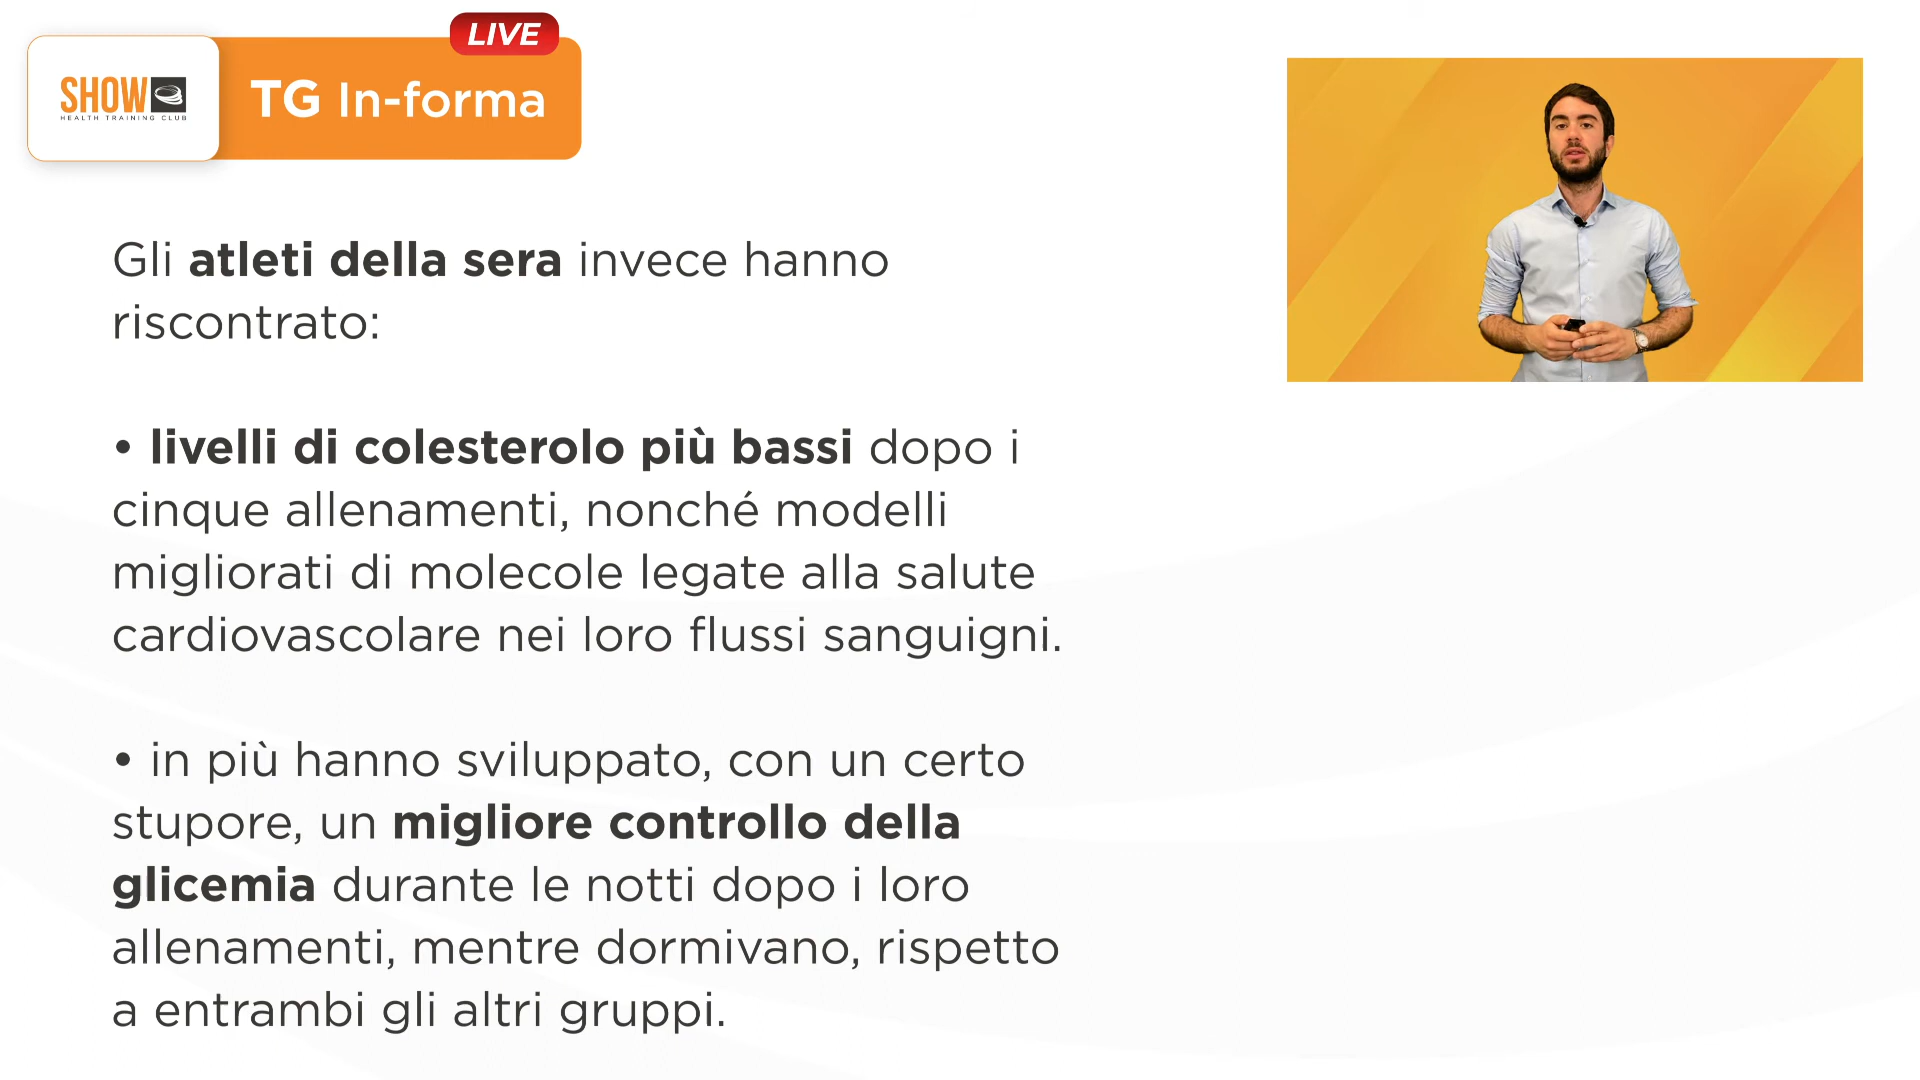 LIVE
SHOW
HEALTH TRAINING CLUB
TG In-forma
Gli atleti della sera invece hanno
riscontrato:
• livelli di colesterolo più bassi dopo i
cinque allenamenti, nonché modelli
migliorati di molecole legate alla salute
cardiovascolare nei loro flussi sanguigni.
• in più hanno sviluppato, con un certo
stupore, un migliore controllo della
glicemia durante le notti dopo i loro
allenamenti, mentre dormivano, rispetto
a entrambi gli altri gruppi.